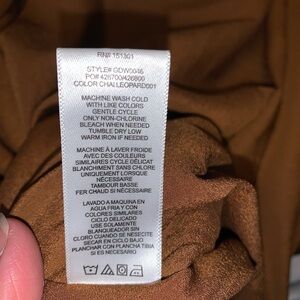 RN# 151301
STYLE# GDW0046
PO# 426700/426800
COLOR CHAI LEOPARD001
MACHINE WASH COLD
WITH LIKE COLORS
GENTLE CYCLE
ONLY NON-CHLORINE
BLEACH WHEN NEEDED
TUMBLE DRY LOW
WARM IRON IF NEEDED
MACHINE À LAVER FROIDE
AVEC DES COULEURS
SIMILAIRES CYCLE DÉLICAT
BLANCHIMENT SANS CHLORE
UNIQUEMENT LORSQUE
NÉCESSAIRE
TAMBOUR BASSE
FER CHAUD SI NÉCESSAIRE
LAVADO A MAQUINA EN
AGUA FRIA Y CON
COLORES SIMILARES
CICLO DELICADO
USE SOLAMENTE
BLANQUEADOR SIN
CLORO CUANDO SE NESECITE
SECAR EN CICLO BAJO
PLANCHAR CON PLANCHA TIBIA
SI ES NECESARIO